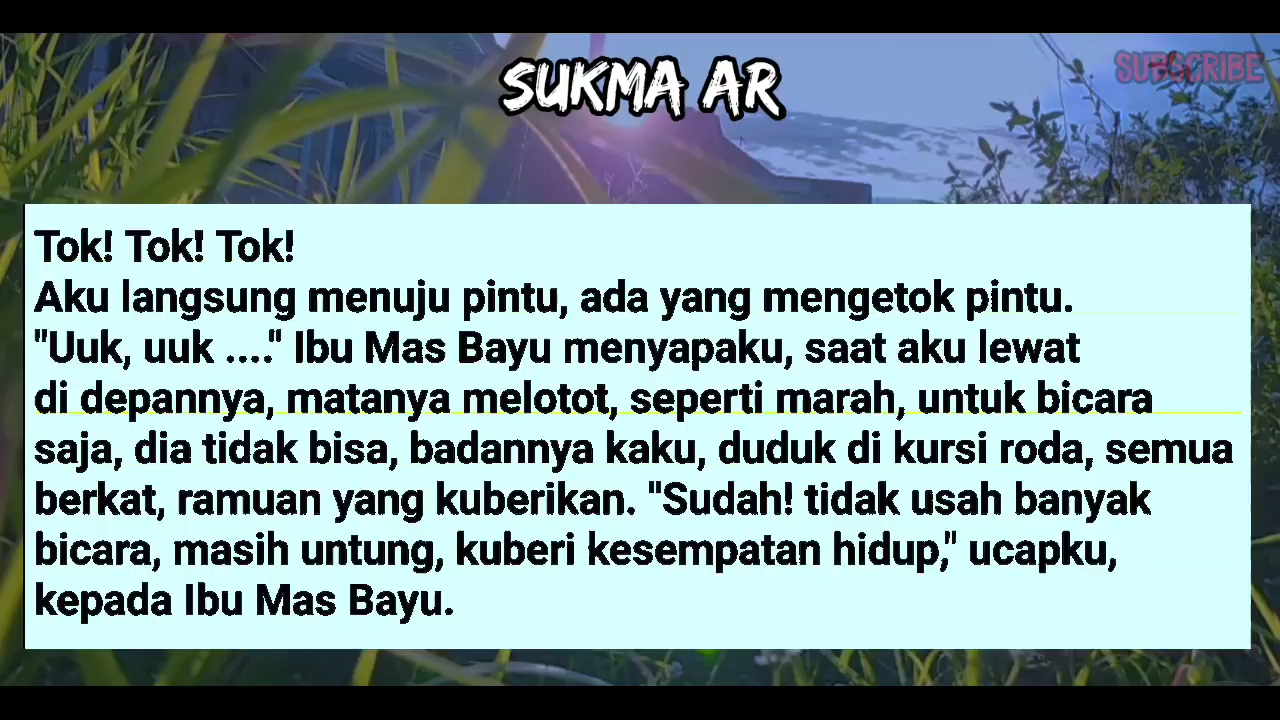 SUKMA AR
SUBSCRIBE
Tok! Tok! Tok!
Aku langsung menuju pintu, ada yang mengetok pintu.
"Uuk, uuk ...." Ibu Mas Bayu menyapaku, saat aku lewat
di depannya, matanya melotot, seperti marah, untuk bicara
saja, dia tidak bisa, badannya kaku, duduk di kursi roda, semua
berkat, ramuan yang kuberikan. "Sudah! tidak usah banyak
bicara, masih untung, kuberi kesempatan hidup," ucapku,
kepada Ibu Mas Bayu.